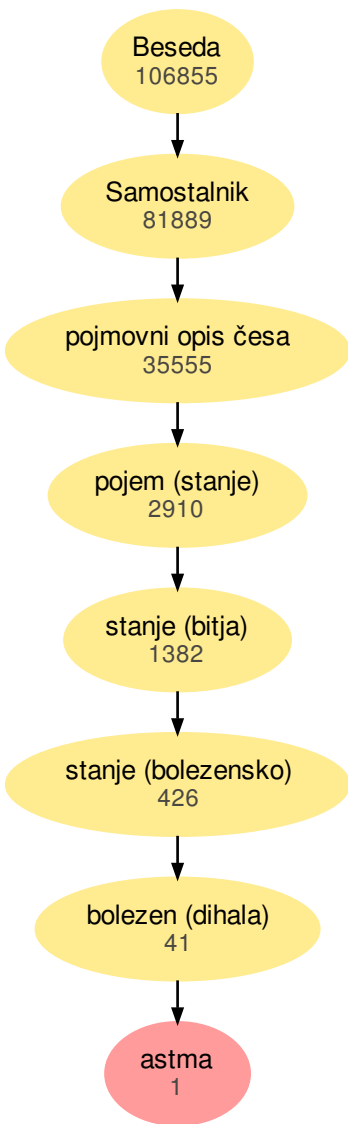 Beseda
106855
Samostalnik
81889
pojmovni opis česa
35555
pojem (stanje)
2910
stanje (bitja)
1382
stanje (bolezensko)
426
bolezen (dihala)
41
astma
1